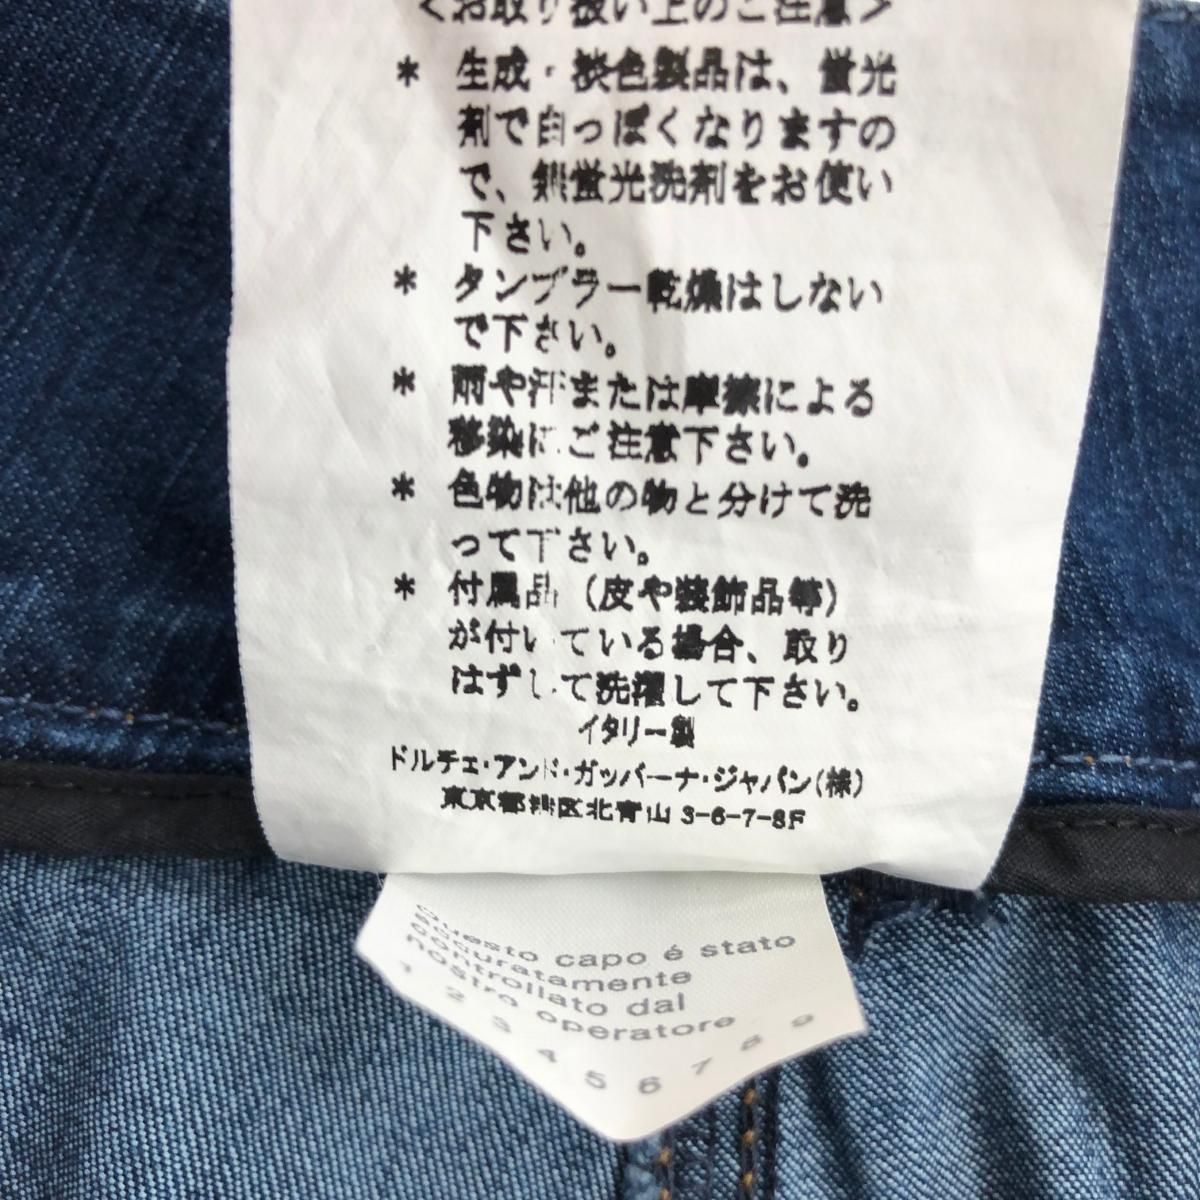 <お取り扱い上のご注意>
* 生成・淡色製品は、蛍光
剤で白っぽくなりますの
で、無蛍光洗剤をお使い
下さい。
* タンブラー乾燥はしない
で下さい。
* 雨や汗または摩擦による
移染にご注意下さい。
* 色物は他の物と分けて洗
って下さい。
* 付属品（皮や装飾品等）
が付いている場合、取り
はずして洗濯して下さい。
イタリー製
ドルチェ・アンド・ガッバーナ・ジャパン(株)
東京都港区北青山 3-6-7-8F
Questo capo é stato
accuratamente
controllato dal
nostro operatore
1 2 3 4 5 6 7 8 9